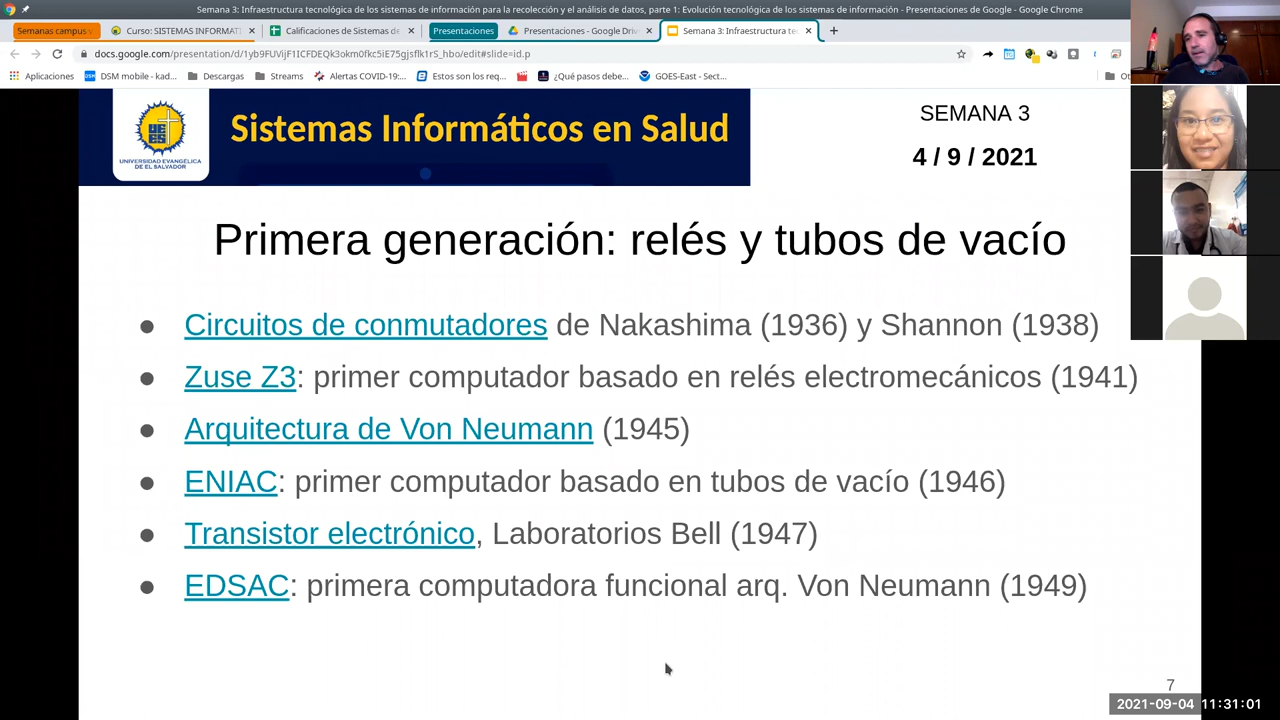 Semana 3: Infraestructura tecnológica de los sistemas de información para la recolección y el análisis de datos, parte 1: Evolución tecnológica de los sistemas de información - Presentaciones de Google - Google Chrome
Semanas campus v
Curso: SISTEMAS INFORMATI
Calificaciones de Sistemas de
Presentaciones
Presentaciones - Google Driv
Semana 3: Infraestructura te
docs.google.com/presentation/d/1yb9FUVijF1ICFDEQk3okm0fkc5iE75gjsflk1rS_hbo/edit#slide=id.p
Aplicaciones
DSM mobile - kad...
Descargas
Streams
Alertas COVID-19:...
Estos son los req...
¿Qué pasos debe...
GOES-East - Sect...
Ot
UE
ES
UNIVERSIDAD EVANGÉLICA
DE EL SALVADOR
Sistemas Informáticos en Salud
SEMANA 3
4 / 9 / 2021
Primera generación: relés y tubos de vacío
● Circuitos de conmutadores de Nakashima (1936) y Shannon (1938)
● Zuse Z3: primer computador basado en relés electromecánicos (1941)
● Arquitectura de Von Neumann (1945)
● ENIAC: primer computador basado en tubos de vacío (1946)
● Transistor electrónico, Laboratorios Bell (1947)
● EDSAC: primera computadora funcional arq. Von Neumann (1949)
7
2021-09-04 11:31:01